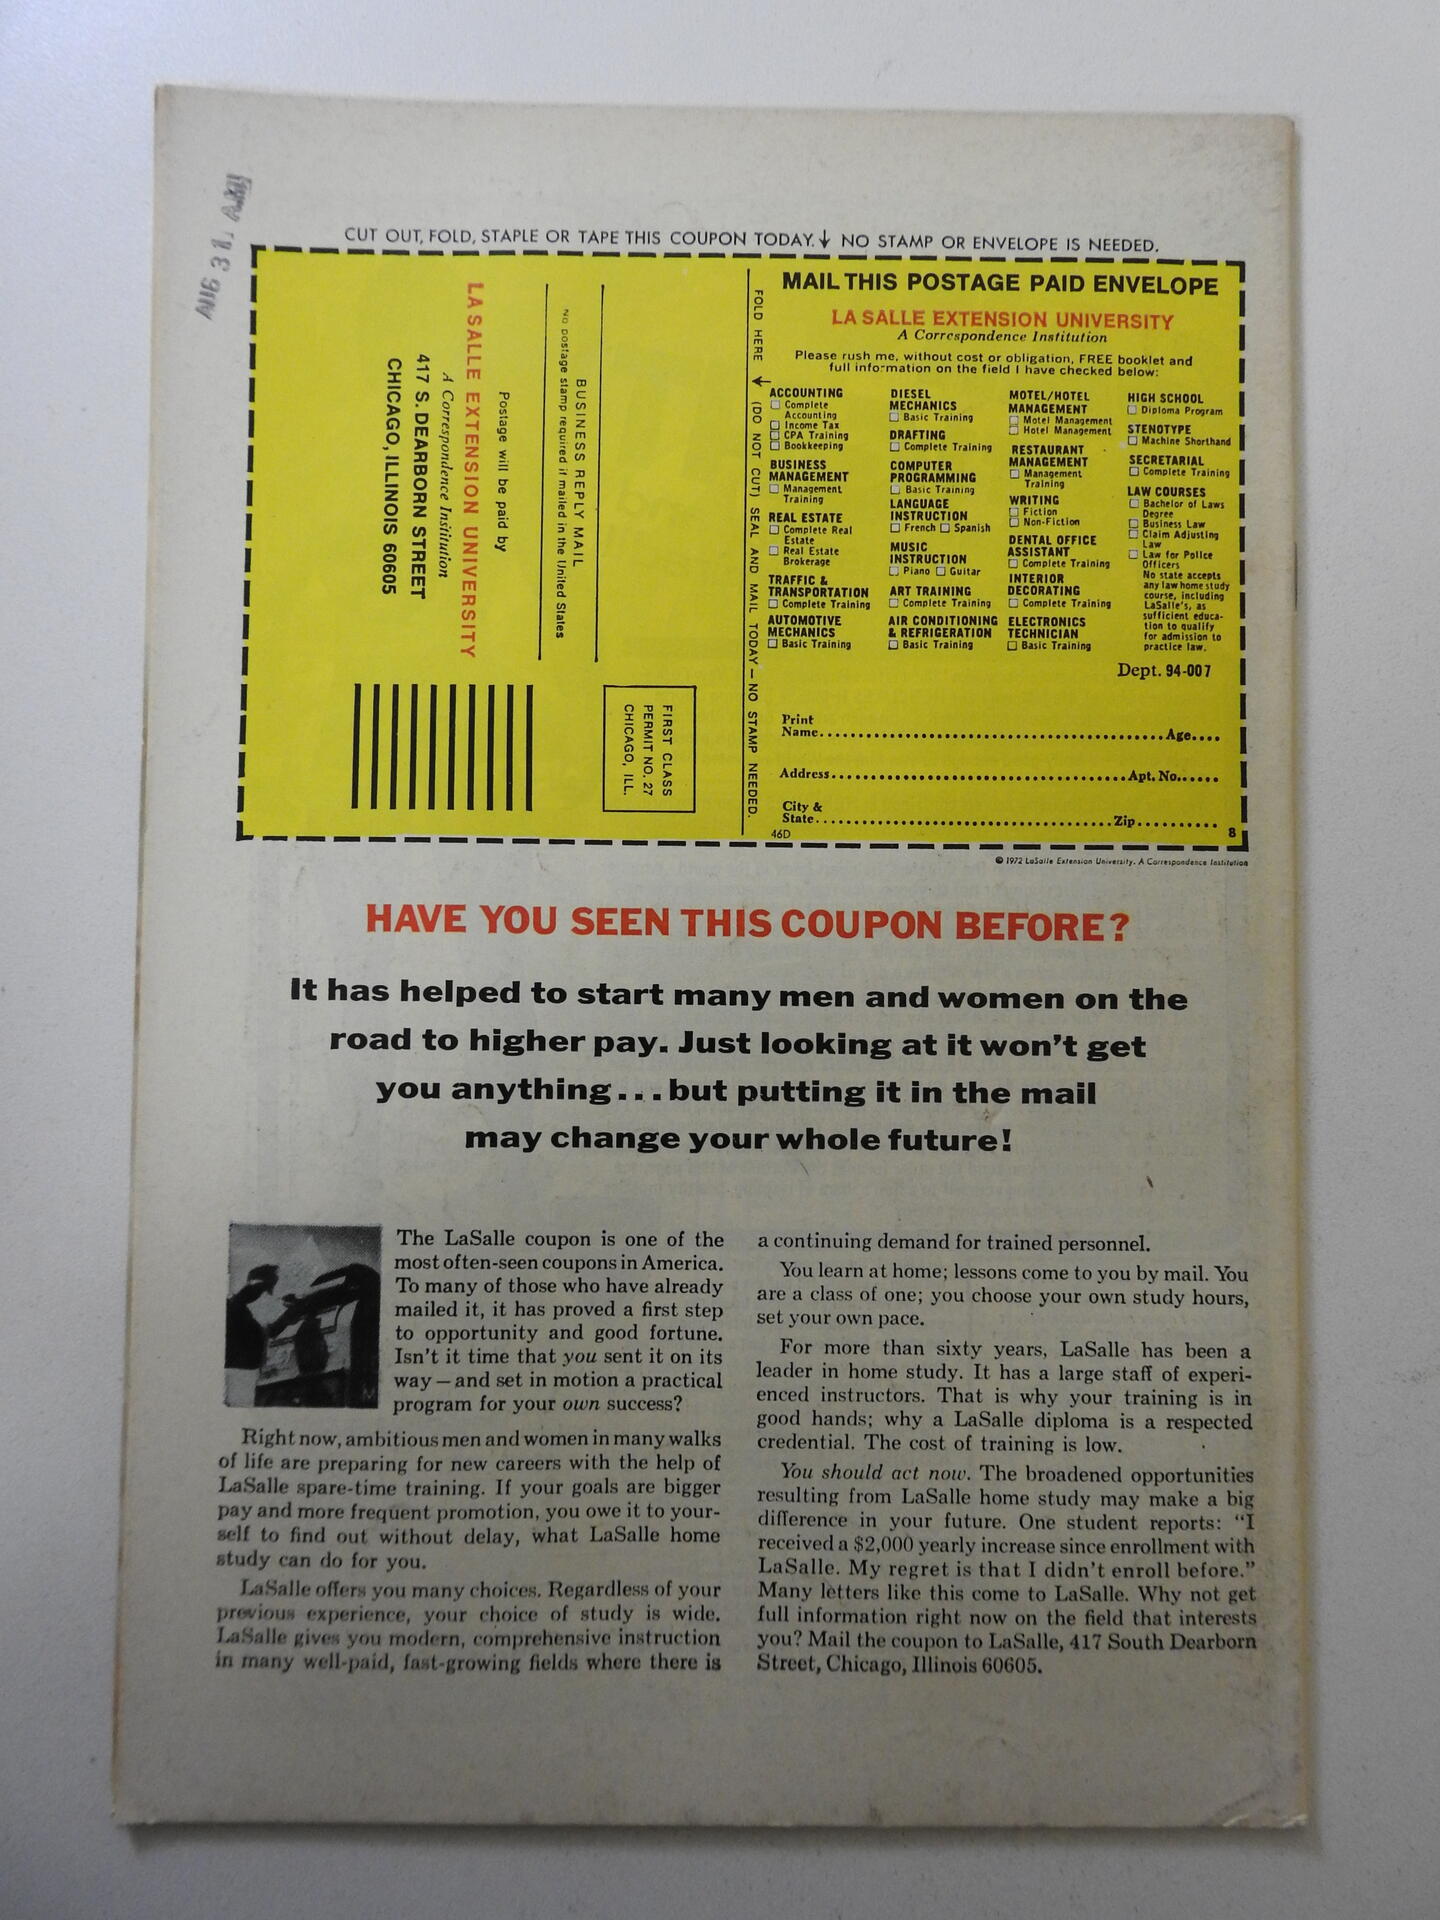 AUG 31
CUT OUT, FOLD, STAPLE OR TAPE THIS COUPON TODAY. ↓ NO STAMP OR ENVELOPE IS NEEDED.
LASALLE EXTENSION UNIVERSITY
A Correspondence Institution
417 S. DEARBORN STREET
CHICAGO, ILLINOIS 60605
Postage will be paid by
No postage stamp required if mailed in the United States
BUSINESS REPLY MAIL
FIRST CLASS
PERMIT NO. 27
CHICAGO, ILL.
FOLD HERE ↓ (DO NOT CUT) SEAL AND MAIL TODAY — NO STAMP NEEDED.
MAIL THIS POSTAGE PAID ENVELOPE
LA SALLE EXTENSION UNIVERSITY
A Correspondence Institution
Please rush me, without cost or obligation, FREE booklet and
full information on the field I have checked below:
ACCOUNTING
☐ Complete
Accounting
☐ Income Tax
☐ CPA Training
☐ Bookkeeping
BUSINESS
MANAGEMENT
☐ Management
Training
REAL ESTATE
☐ Complete Real
Estate
☐ Real Estate
Brokerage
TRAFFIC &
TRANSPORTATION
☐ Complete Training
AUTOMOTIVE
MECHANICS
☐ Basic Training
DIESEL
MECHANICS
☐ Basic Training
DRAFTING
☐ Complete Training
COMPUTER
PROGRAMMING
☐ Basic Training
LANGUAGE
INSTRUCTION
☐ French ☐ Spanish
MUSIC
INSTRUCTION
☐ Piano ☐ Guitar
ART TRAINING
☐ Complete Training
AIR CONDITIONING
& REFRIGERATION
☐ Basic Training
MOTEL/HOTEL
MANAGEMENT
☐ Motel Management
☐ Hotel Management
RESTAURANT
MANAGEMENT
☐ Management
Training
WRITING
☐ Fiction
☐ Non-Fiction
DENTAL OFFICE
ASSISTANT
☐ Complete Training
INTERIOR
DECORATING
☐ Complete Training
ELECTRONICS
TECHNICIAN
☐ Basic Training
HIGH SCHOOL
☐ Diploma Program
STENOTYPE
☐ Machine Shorthand
SECRETARIAL
☐ Complete Training
LAW COURSES
☐ Bachelor of Laws
Degree
☐ Business Law
☐ Claim Adjusting
Law
☐ Law for Police
Officers
No state accepts
any law home study
course, including
LaSalle's, as
sufficient educa-
tion to qualify
for admission to
practice law.
Dept. 94-007
Print
Name..........Age....
Address..........Apt. No......
City &
State..........Zip..........
46D 8
© 1972 LaSalle Extension University. A Correspondence Institution
HAVE YOU SEEN THIS COUPON BEFORE?
It has helped to start many men and women on the
road to higher pay. Just looking at it won't get
you anything...but putting it in the mail
may change your whole future!
The LaSalle coupon is one of the
most often-seen coupons in America.
To many of those who have already
mailed it, it has proved a first step
to opportunity and good fortune.
Isn't it time that you sent it on its
way — and set in motion a practical
program for your own success?
Right now, ambitious men and women in many walks
of life are preparing for new careers with the help of
LaSalle spare-time training. If your goals are bigger
pay and more frequent promotion, you owe it to your-
self to find out without delay, what LaSalle home
study can do for you.
LaSalle offers you many choices. Regardless of your
previous experience, your choice of study is wide.
LaSalle gives you modern, comprehensive instruction
in many well-paid, fast-growing fields where there is
a continuing demand for trained personnel.
You learn at home; lessons come to you by mail. You
are a class of one; you choose your own study hours,
set your own pace.
For more than sixty years, LaSalle has been a
leader in home study. It has a large staff of experi-
enced instructors. That is why your training is in
good hands; why a LaSalle diploma is a respected
credential. The cost of training is low.
You should act now. The broadened opportunities
resulting from LaSalle home study may make a big
difference in your future. One student reports: "I
received a $2,000 yearly increase since enrollment with
LaSalle. My regret is that I didn't enroll before."
Many letters like this come to LaSalle. Why not get
full information right now on the field that interests
you? Mail the coupon to LaSalle, 417 South Dearborn
Street, Chicago, Illinois 60605.